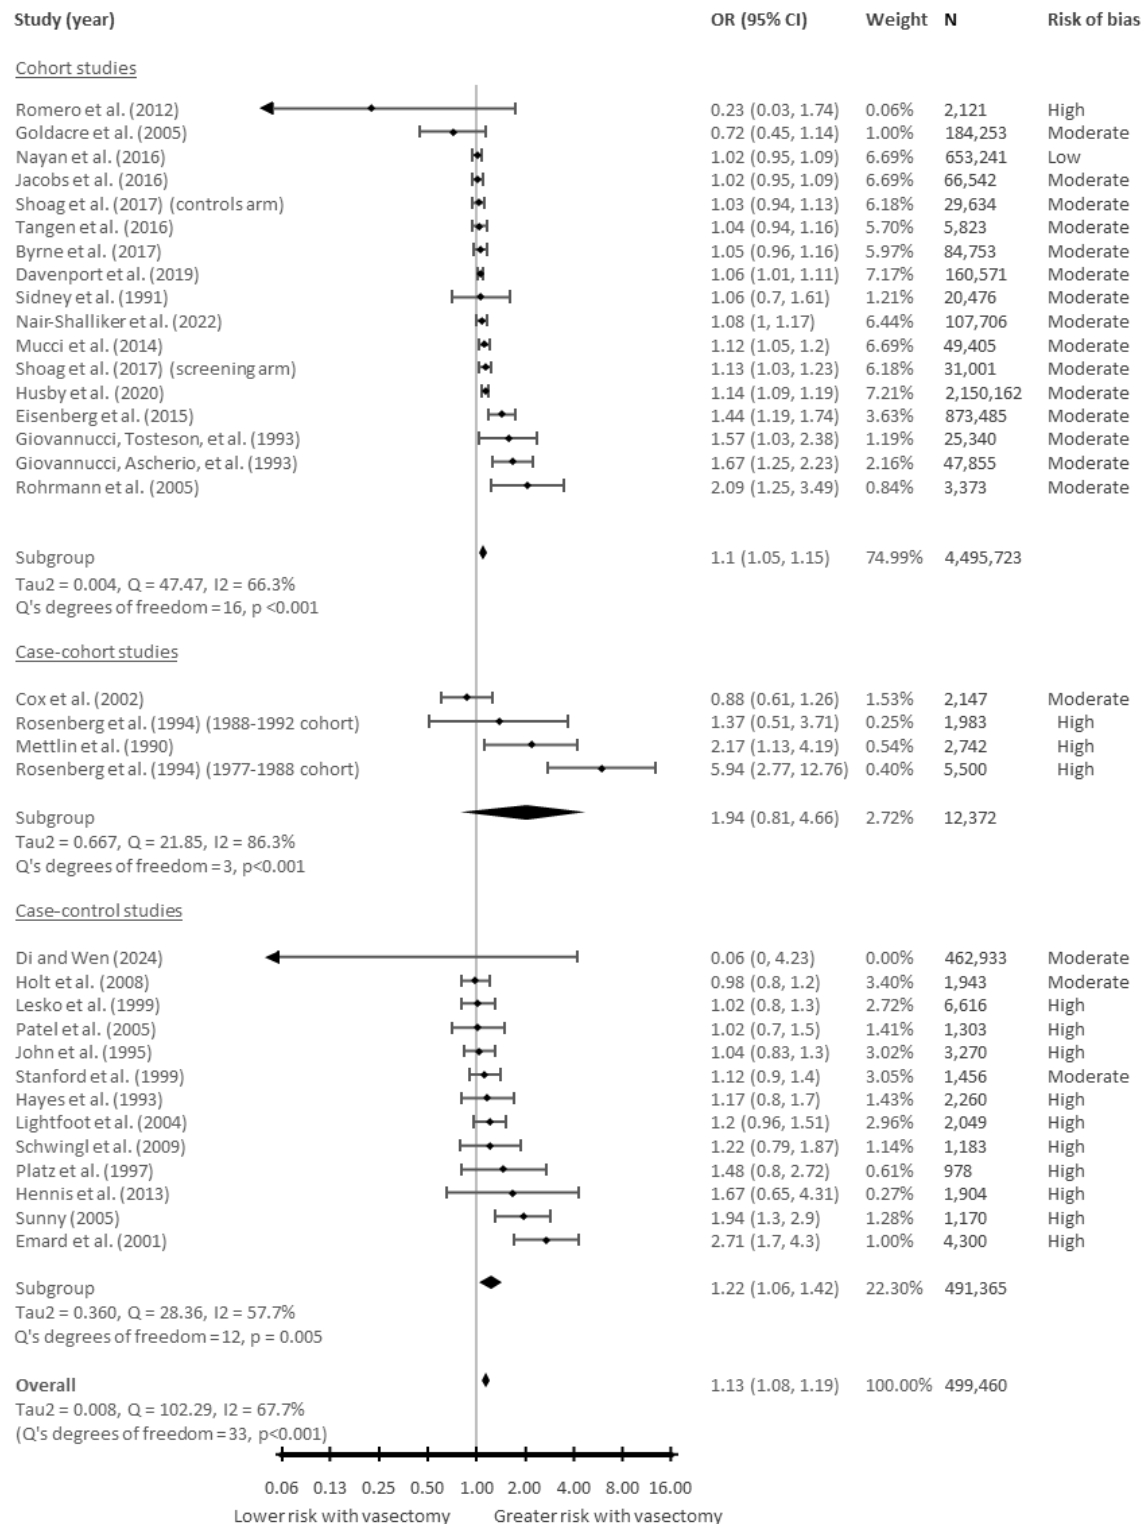 Study (year) OR (95% CI) Weight N Risk of bias
Cohort studies
Romero et al. (2012) 0.23 (0.03, 1.74) 0.06% 2,121 High
Goldacre et al. (2005) 0.72 (0.45, 1.14) 1.00% 184,253 Moderate
Nayan et al. (2016) 1.02 (0.95, 1.09) 6.69% 653,241 Low
Jacobs et al. (2016) 1.02 (0.95, 1.09) 6.69% 66,542 Moderate
Shoag et al. (2017) (controls arm) 1.03 (0.94, 1.13) 6.18% 29,634 Moderate
Tangen et al. (2016) 1.04 (0.94, 1.16) 5.70% 5,823 Moderate
Byrne et al. (2017) 1.05 (0.96, 1.16) 5.97% 84,753 Moderate
Davenport et al. (2019) 1.06 (1.01, 1.11) 7.17% 160,571 Moderate
Sidney et al. (1991) 1.06 (0.7, 1.61) 1.21% 20,476 Moderate
Nair-Shalliker et al. (2022) 1.08 (1, 1.17) 6.44% 107,706 Moderate
Mucci et al. (2014) 1.12 (1.05, 1.2) 6.69% 49,405 Moderate
Shoag et al. (2017) (screening arm) 1.13 (1.03, 1.23) 6.18% 31,001 Moderate
Husby et al. (2020) 1.14 (1.09, 1.19) 7.21% 2,150,162 Moderate
Eisenberg et al. (2015) 1.44 (1.19, 1.74) 3.63% 873,485 Moderate
Giovannucci, Tosteson, et al. (1993) 1.57 (1.03, 2.38) 1.19% 25,340 Moderate
Giovannucci, Ascherio, et al. (1993) 1.67 (1.25, 2.23) 2.16% 47,855 Moderate
Rohrmann et al. (2005) 2.09 (1.25, 3.49) 0.84% 3,373 Moderate
Subgroup 1.1 (1.05, 1.15) 74.99% 4,495,723
Tau2 = 0.004, Q = 47.47, I2 = 66.3%
Q's degrees of freedom = 16, p <0.001
Case-cohort studies
Cox et al. (2002) 0.88 (0.61, 1.26) 1.53% 2,147 Moderate
Rosenberg et al. (1994) (1988-1992 cohort) 1.37 (0.51, 3.71) 0.25% 1,983 High
Mettlin et al. (1990) 2.17 (1.13, 4.19) 0.54% 2,742 High
Rosenberg et al. (1994) (1977-1988 cohort) 5.94 (2.77, 12.76) 0.40% 5,500 High
Subgroup 1.94 (0.81, 4.66) 2.72% 12,372
Tau2 = 0.667, Q = 21.85, I2 = 86.3%
Q's degrees of freedom = 3, p<0.001
Case-control studies
Di and Wen (2024) 0.06 (0, 4.23) 0.00% 462,933 Moderate
Holt et al. (2008) 0.98 (0.8, 1.2) 3.40% 1,943 Moderate
Lesko et al. (1999) 1.02 (0.8, 1.3) 2.72% 6,616 High
Patel et al. (2005) 1.02 (0.7, 1.5) 1.41% 1,303 High
John et al. (1995) 1.04 (0.83, 1.3) 3.02% 3,270 High
Stanford et al. (1999) 1.12 (0.9, 1.4) 3.05% 1,456 Moderate
Hayes et al. (1993) 1.17 (0.8, 1.7) 1.43% 2,260 High
Lightfoot et al. (2004) 1.2 (0.96, 1.51) 2.96% 2,049 High
Schwingl et al. (2009) 1.22 (0.79, 1.87) 1.14% 1,183 High
Platz et al. (1997) 1.48 (0.8, 2.72) 0.61% 978 High
Hennis et al. (2013) 1.67 (0.65, 4.31) 0.27% 1,904 High
Sunny (2005) 1.94 (1.3, 2.9) 1.28% 1,170 High
Emard et al. (2001) 2.71 (1.7, 4.3) 1.00% 4,300 High
Subgroup 1.22 (1.06, 1.42) 22.30% 491,365
Tau2 = 0.360, Q = 28.36, I2 = 57.7%
Q's degrees of freedom = 12, p = 0.005
Overall 1.13 (1.08, 1.19) 100.00% 499,460
Tau2 = 0.008, Q = 102.29, I2 = 67.7%
(Q's degrees of freedom = 33, p<0.001)
0.06 0.13 0.25 0.50 1.00 2.00 4.00 8.00 16.00
Lower risk with vasectomy Greater risk with vasectomy